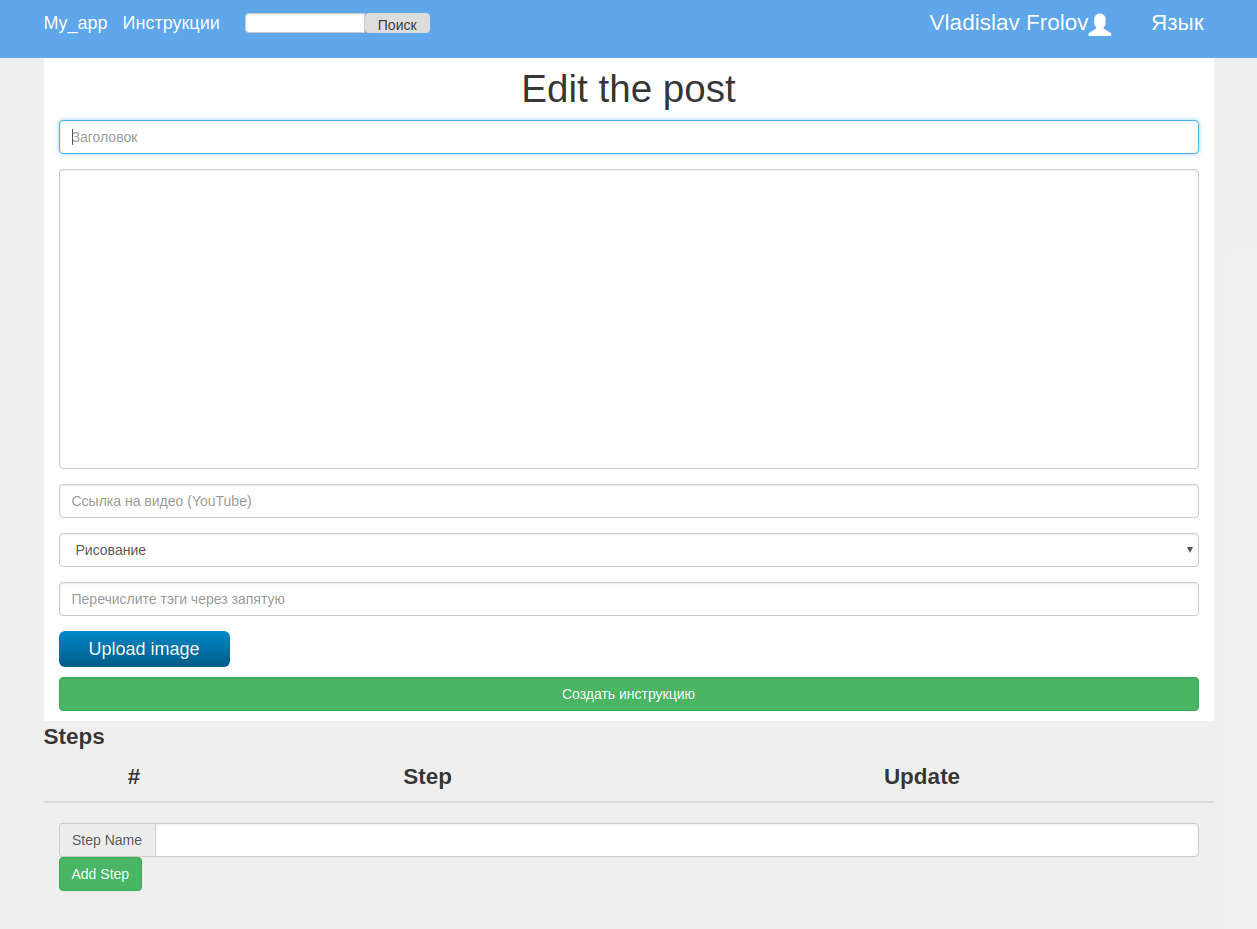 My_app Инструкции Поиск Vladislav Frolov Язык
Edit the post
Заголовок
Ссылка на видео (YouTube)
Рисование
Перечислите тэги через запятую
Upload image
Создать инструкцию
Steps
# Step Update
Step Name
Add Step